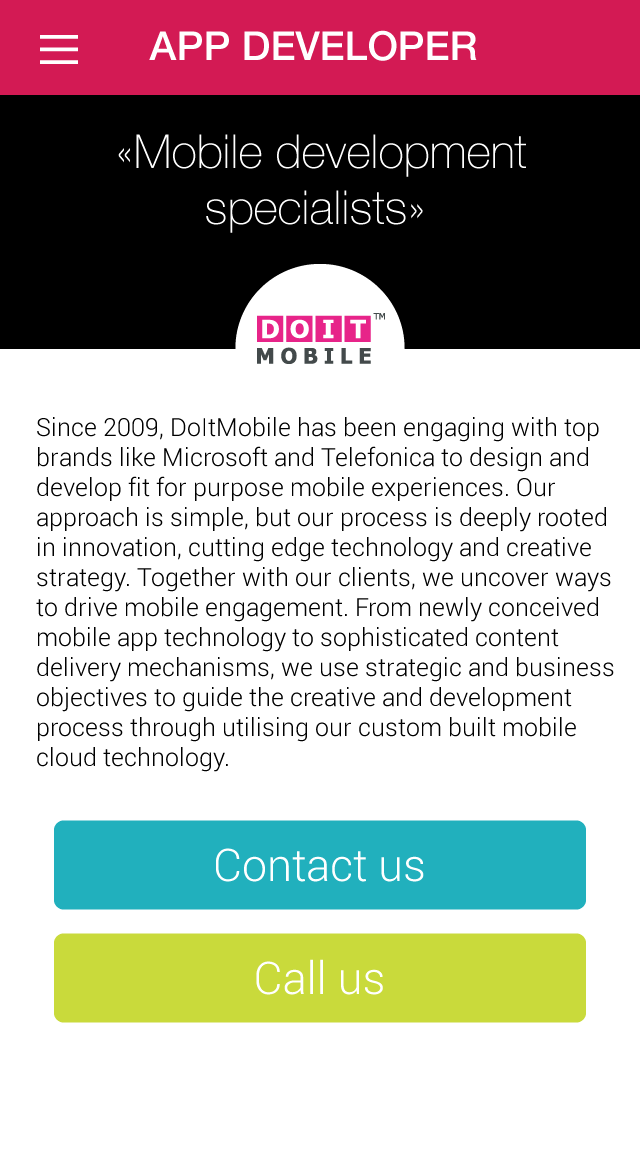 APP DEVELOPER
«Mobile development
specialists»
DOIT™
MOBILE
Since 2009, DoItMobile has been engaging with top
brands like Microsoft and Telefonica to design and
develop fit for purpose mobile experiences. Our
approach is simple, but our process is deeply rooted
in innovation, cutting edge technology and creative
strategy. Together with our clients, we uncover ways
to drive mobile engagement. From newly conceived
mobile app technology to sophisticated content
delivery mechanisms, we use strategic and business
objectives to guide the creative and development
process through utilising our custom built mobile
cloud technology.
Contact us
Call us